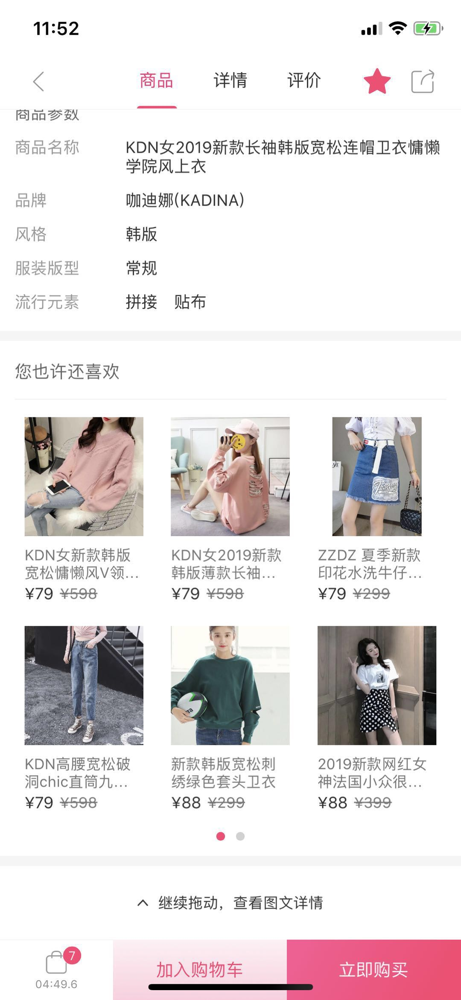 11:52
商品 详情 评价
商品参数
商品名称 KDN女2019新款长袖韩版宽松连帽卫衣慵懒
学院风上衣
品牌 咖迪娜(KADINA)
风格 韩版
服装版型 常规
流行元素 拼接 贴布
您也许还喜欢
KDN女新款韩版
宽松慵懒风V领...
¥79 ¥598
KDN女2019新款
韩版薄款长袖...
¥79 ¥598
ZZDZ 夏季新款
印花水洗牛仔...
¥79 ¥299
KDN高腰宽松破
洞chic直筒九...
¥79 ¥598
新款韩版宽松刺
绣绿色套头卫衣
¥88 ¥299
2019新款网红女
神法国小众很...
¥88 ¥399
继续拖动，查看图文详情
7
04:49.6
加入购物车
立即购买